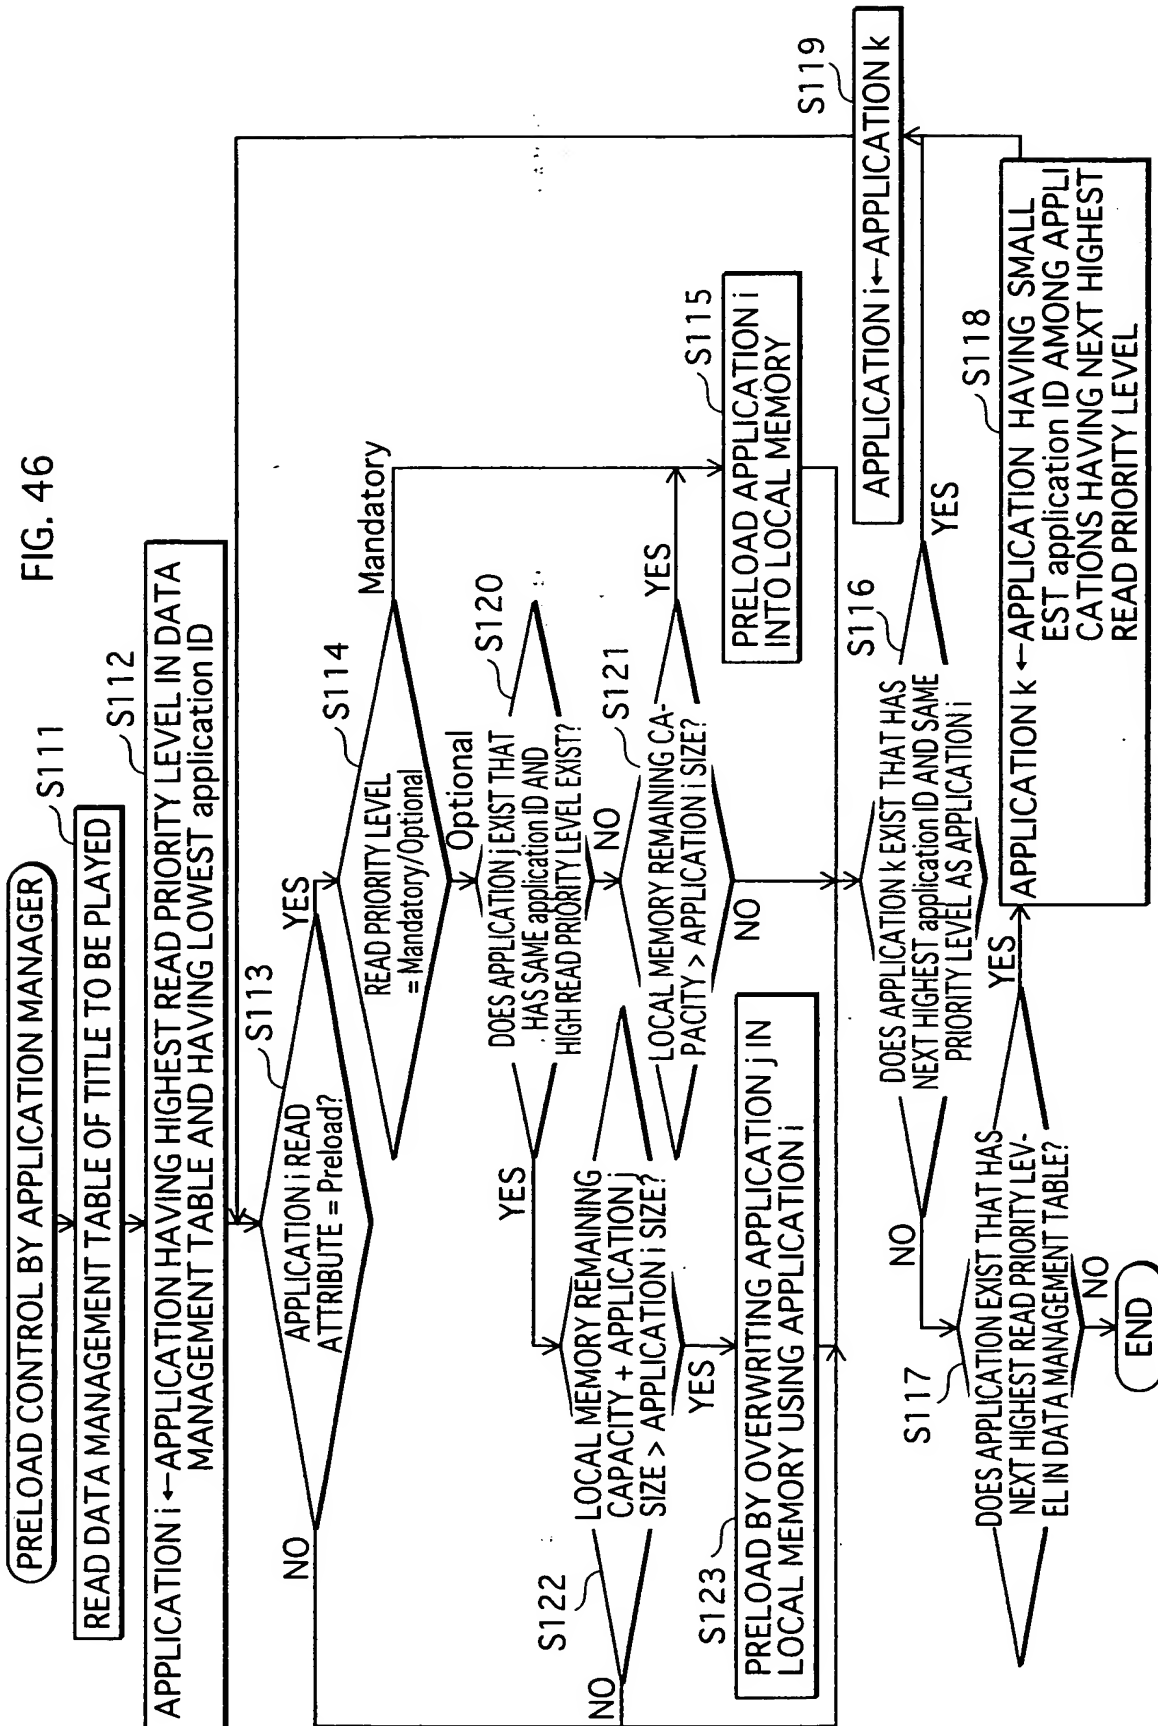 FIG. 46
PRELOAD CONTROL BY APPLICATION MANAGER
S111
READ DATA MANAGEMENT TABLE OF TITLE TO BE PLAYED
S112
APPLICATION i ←APPLICATION HAVING HIGHEST READ PRIORITY LEVEL IN DATA
MANAGEMENT TABLE AND HAVING LOWEST application ID
S113
APPLICATION i READ
ATTRIBUTE = Preload?
YES
NO
S114
READ PRIORITY LEVEL
= Mandatory/Optional
Mandatory
Optional
S120
DOES APPLICATION j EXIST THAT
HAS SAME application ID AND
HIGH READ PRIORITY LEVEL EXIST?
YES
NO
S121
LOCAL MEMORY REMAINING CA-
PACITY > APPLICATION i SIZE?
YES
NO
S115
PRELOAD APPLICATION i
INTO LOCAL MEMORY
S122
LOCAL MEMORY REMAINING
CAPACITY + APPLICATION j
SIZE > APPLICATION i SIZE?
NO
YES
S123
PRELOAD BY OVERWRITING APPLICATION j IN
LOCAL MEMORY USING APPLICATION i
S116
DOES APPLICATION k EXIST THAT HAS
NEXT HIGHEST application ID AND SAME
PRIORITY LEVEL AS APPLICATION i
YES
NO
S119
APPLICATION i←APPLICATION k
S117
DOES APPLICATION EXIST THAT HAS
NEXT HIGHEST READ PRIORITY LEV-
EL IN DATA MANAGEMENT TABLE?
YES
NO
S118
APPLICATION k ←APPLICATION HAVING SMALL
EST application ID AMONG APPLI
CATIONS HAVING NEXT HIGHEST
READ PRIORITY LEVEL
END